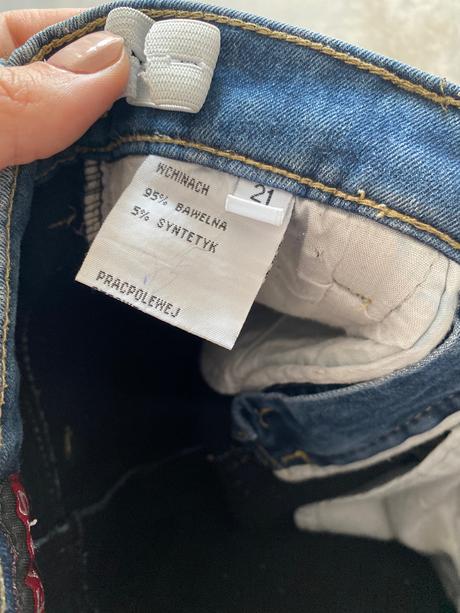 WCHINACH
21
95% BAWELNA
5% SYNTETYK
PRACPOLEWEJ